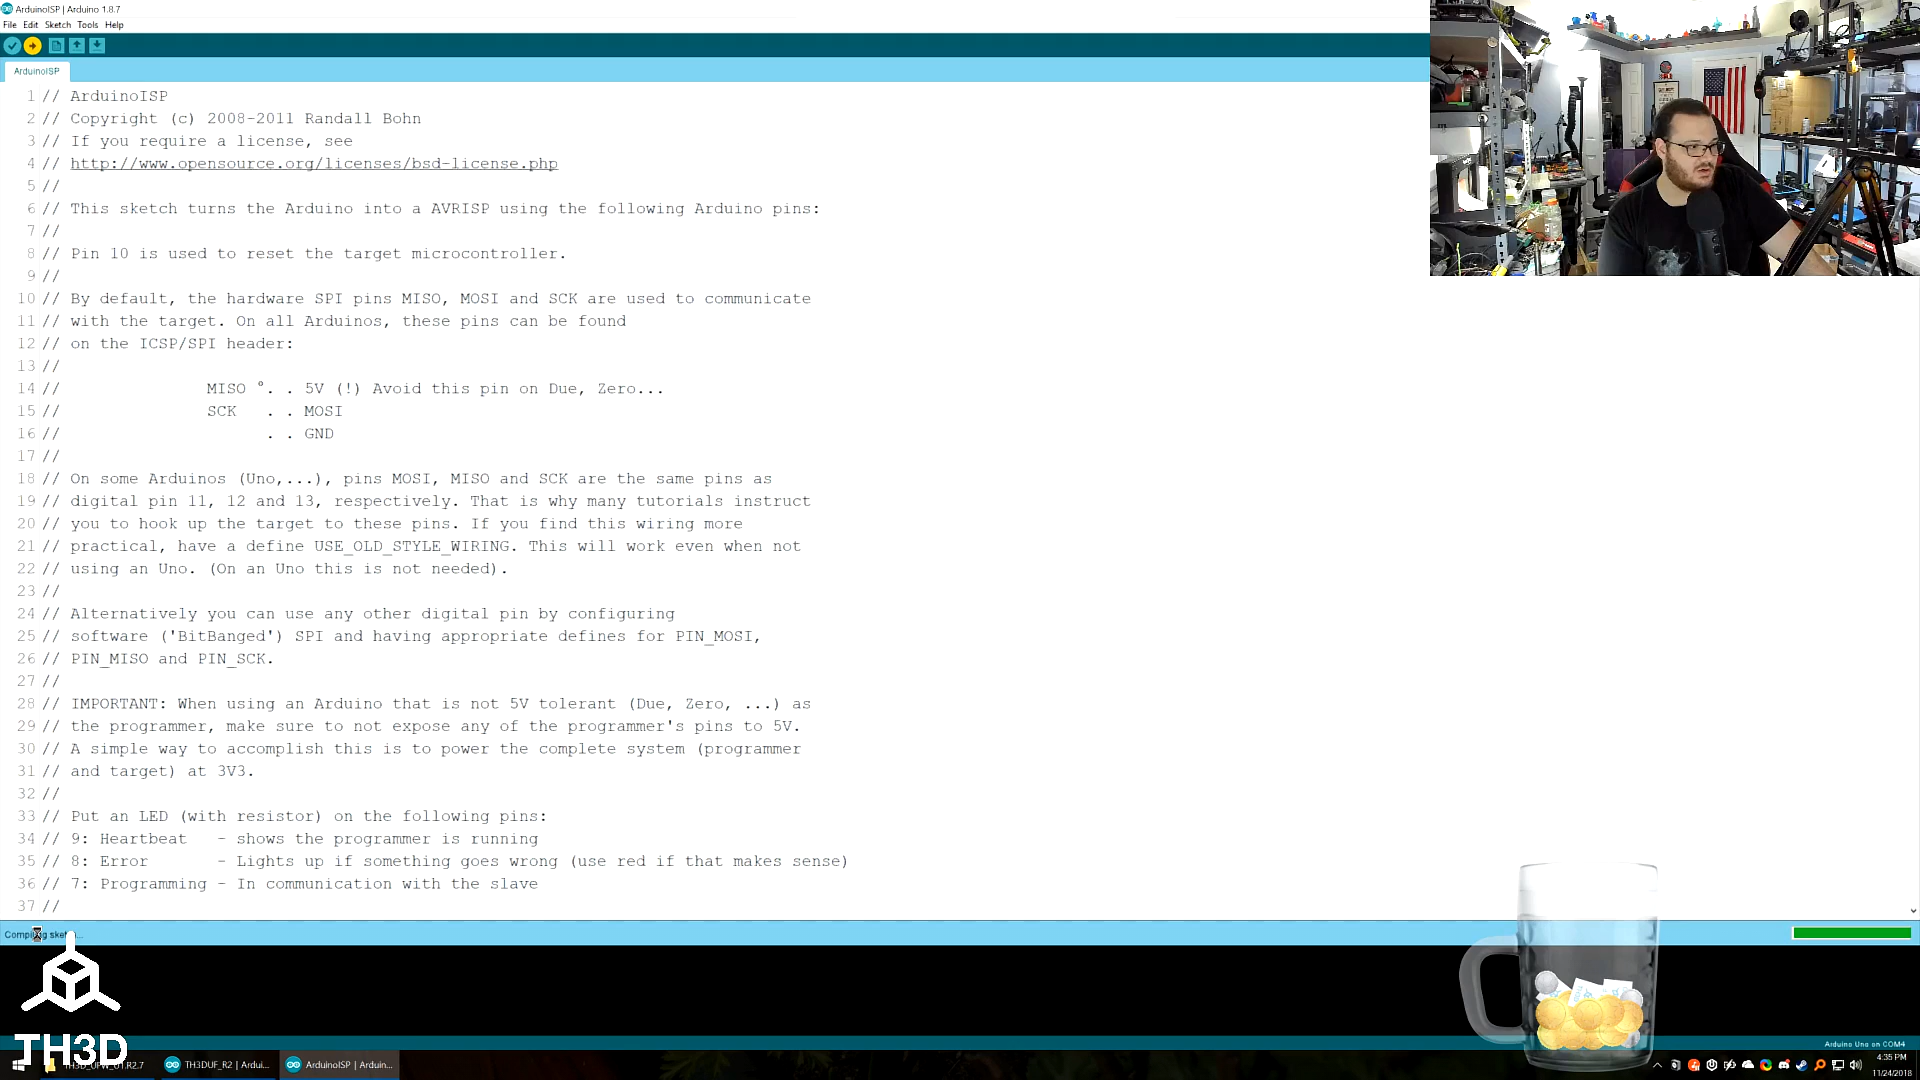 ArduinoISP | Arduino 1.8.7
File Edit Sketch Tools Help
ArduinoISP
1 // ArduinoISP
2 // Copyright (c) 2008-2011 Randall Bohn
3 // If you require a license, see
4 // http://www.opensource.org/licenses/bsd-license.php
5 //
6 // This sketch turns the Arduino into a AVRISP using the following Arduino pins:
7 //
8 // Pin 10 is used to reset the target microcontroller.
9 //
10 // By default, the hardware SPI pins MISO, MOSI and SCK are used to communicate
11 // with the target. On all Arduinos, these pins can be found
12 // on the ICSP/SPI header:
13 //
14 // MISO °. . 5V (!) Avoid this pin on Due, Zero...
15 // SCK . . MOSI
16 // . . GND
17 //
18 // On some Arduinos (Uno,...), pins MOSI, MISO and SCK are the same pins as
19 // digital pin 11, 12 and 13, respectively. That is why many tutorials instruct
20 // you to hook up the target to these pins. If you find this wiring more
21 // practical, have a define USE_OLD_STYLE_WIRING. This will work even when not
22 // using an Uno. (On an Uno this is not needed).
23 //
24 // Alternatively you can use any other digital pin by configuring
25 // software ('BitBanged') SPI and having appropriate defines for PIN_MOSI,
26 // PIN_MISO and PIN_SCK.
27 //
28 // IMPORTANT: When using an Arduino that is not 5V tolerant (Due, Zero, ...) as
29 // the programmer, make sure to not expose any of the programmer's pins to 5V.
30 // A simple way to accomplish this is to power the complete system (programmer
31 // and target) at 3V3.
32 //
33 // Put an LED (with resistor) on the following pins:
34 // 9: Heartbeat - shows the programmer is running
35 // 8: Error - Lights up if something goes wrong (use red if that makes sense)
36 // 7: Programming - In communication with the slave
37 //
Compiling sketch...
TH3D
Arduino Uno on COM4
TH3DUF_R2 | Ardui...
ArduinoISP | Arduin...
4:35 PM
11/24/2018